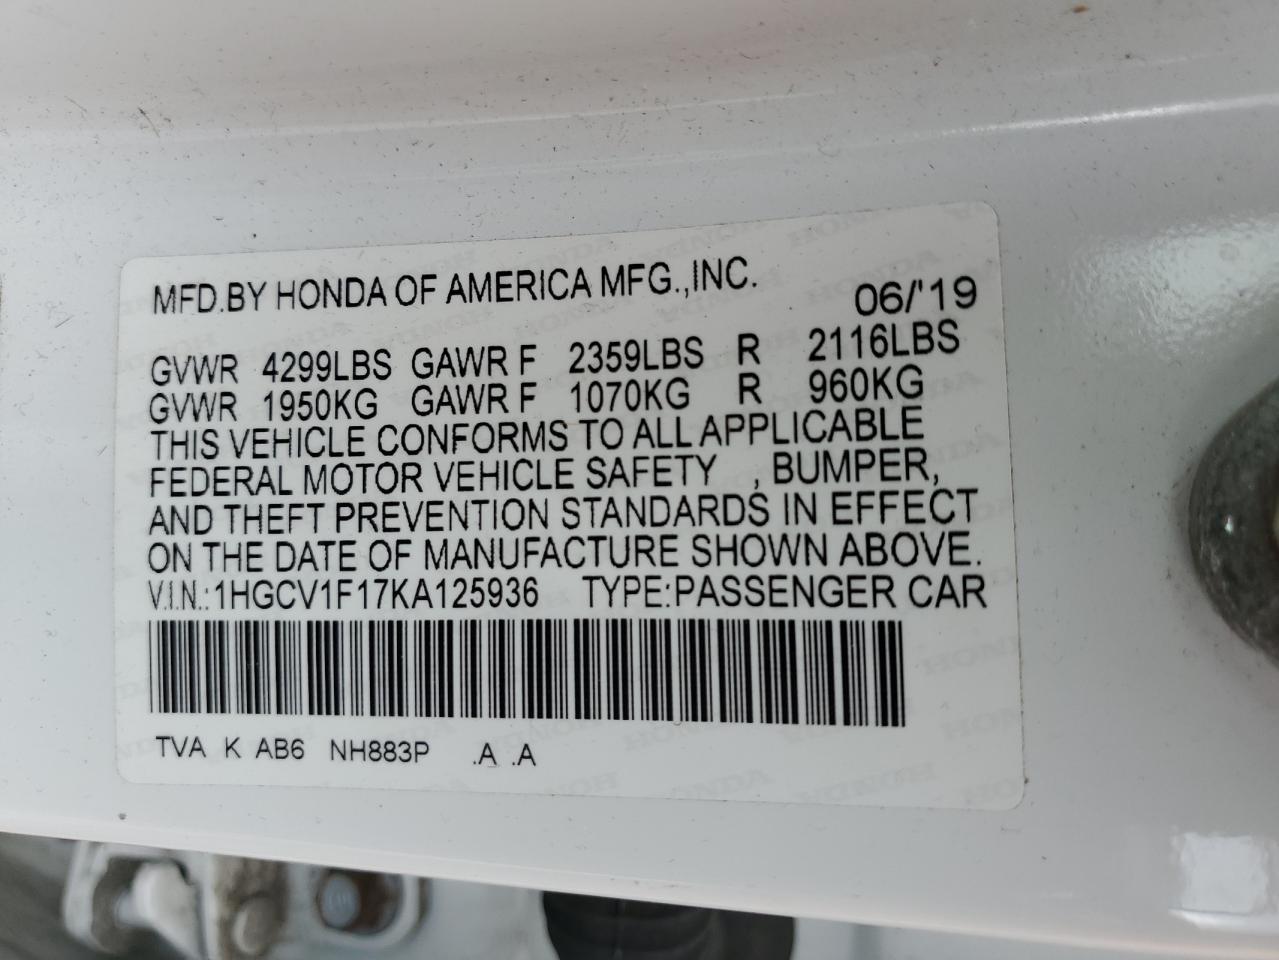 MFD.BY HONDA OF AMERICA MFG.,INC. 06/'19
GVWR 4299LBS GAWR F 2359LBS R 2116LBS
GVWR 1950KG GAWR F 1070KG R 960KG
THIS VEHICLE CONFORMS TO ALL APPLICABLE
FEDERAL MOTOR VEHICLE SAFETY , BUMPER,
AND THEFT PREVENTION STANDARDS IN EFFECT
ON THE DATE OF MANUFACTURE SHOWN ABOVE.
V.I.N.:1HGCV1F17KA125936 TYPE:PASSENGER CAR
TVA K AB6 NH883P .A .A